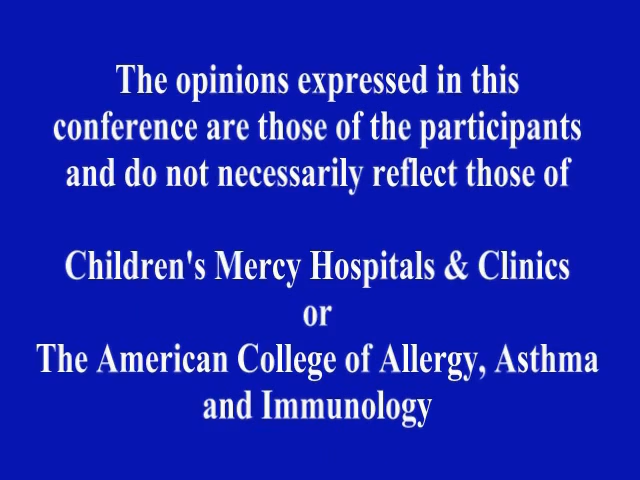 The opinions expressed in this
conference are those of the participants
and do not necessarily reflect those of
Children's Mercy Hospitals & Clinics
or
The American College of Allergy, Asthma
and Immunology